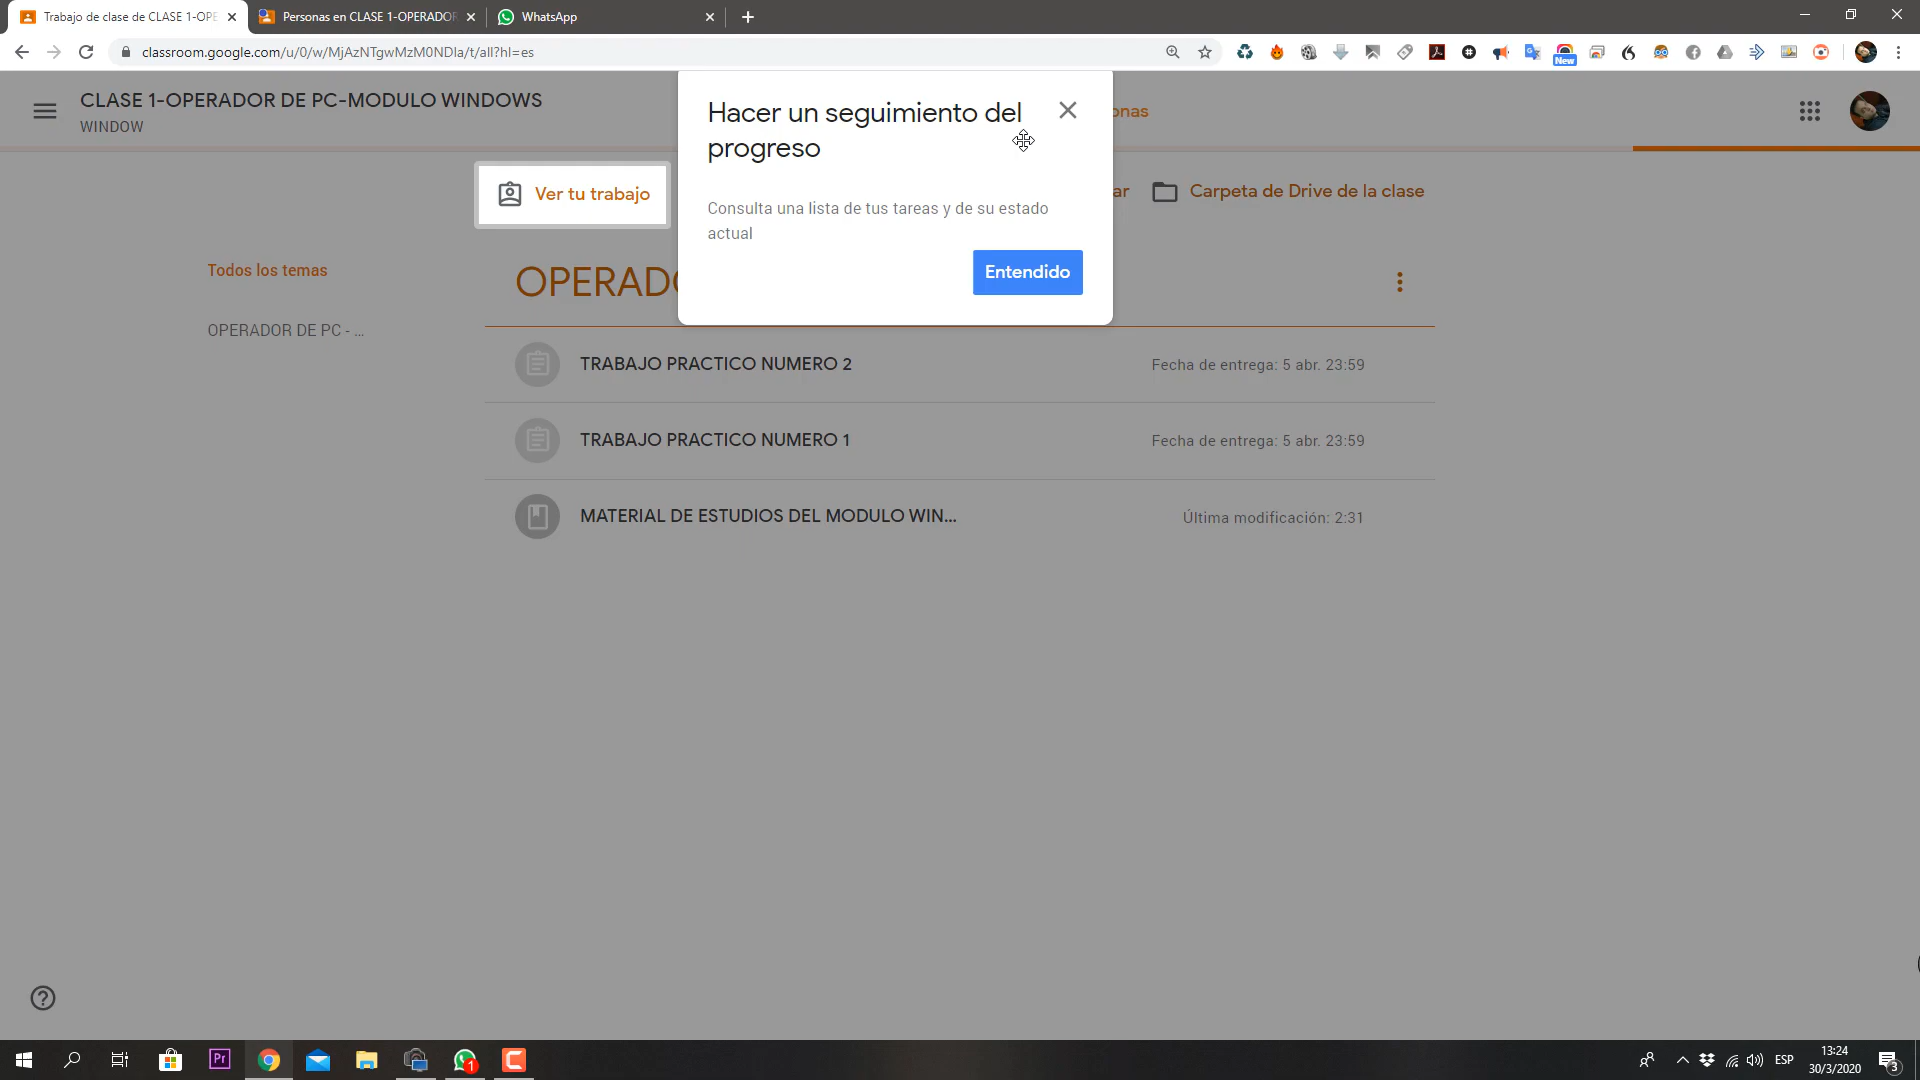 Trabajo de clase de CLASE 1-OPE
Personas en CLASE 1-OPERADOR
WhatsApp
classroom.google.com/u/0/w/MjAzNTgwMzM0NDla/t/all?hl=es
New
CLASE 1-OPERADOR DE PC-MODULO WINDOWS
WINDOW
onas
Hacer un seguimiento del
progreso
Consulta una lista de tus tareas y de su estado
actual
Entendido
Ver tu trabajo
ar
Carpeta de Drive de la clase
Todos los temas
OPERADOR DE PC - ...
OPERADO
TRABAJO PRACTICO NUMERO 2
Fecha de entrega: 5 abr. 23:59
TRABAJO PRACTICO NUMERO 1
Fecha de entrega: 5 abr. 23:59
MATERIAL DE ESTUDIOS DEL MODULO WIN...
Última modificación: 2:31
Pr
1
ESP
13:24
30/3/2020
3